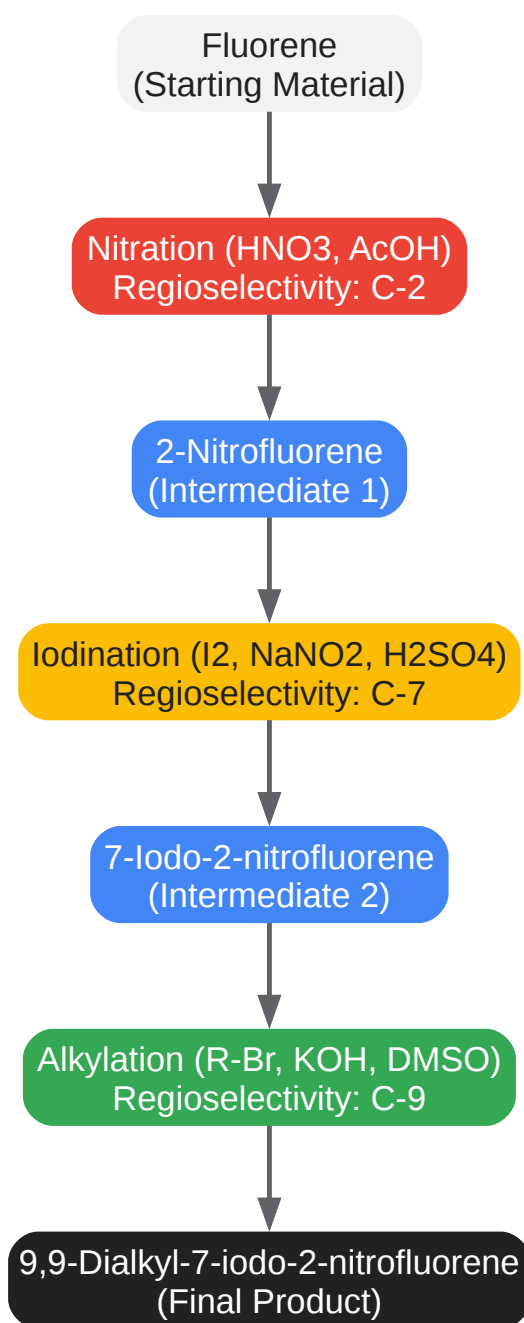 Fluorene
(Starting Material)
Nitration (HNO3, AcOH)
Regioselectivity: C-2
2-Nitrofluorene
(Intermediate 1)
Iodination (I2, NaNO2, H2SO4)
Regioselectivity: C-7
7-Iodo-2-nitrofluorene
(Intermediate 2)
Alkylation (R-Br, KOH, DMSO)
Regioselectivity: C-9
9,9-Dialkyl-7-iodo-2-nitrofluorene
(Final Product)